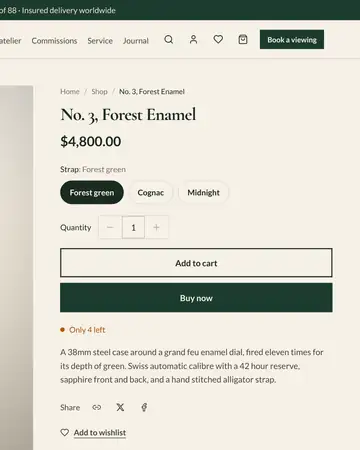 of 88 · Insured delivery worldwide
atelier Commissions Service Journal Book a viewing
Home / Shop / No. 3, Forest Enamel
No. 3, Forest Enamel
$4,800.00
Strap: Forest green
Forest green Cognac Midnight
Quantity − 1 +
Add to cart
Buy now
Only 4 left
A 38mm steel case around a grand feu enamel dial, fired eleven times for
its depth of green. Swiss automatic calibre with a 42 hour reserve,
sapphire front and back, and a hand stitched alligator strap.
Share
Add to wishlist